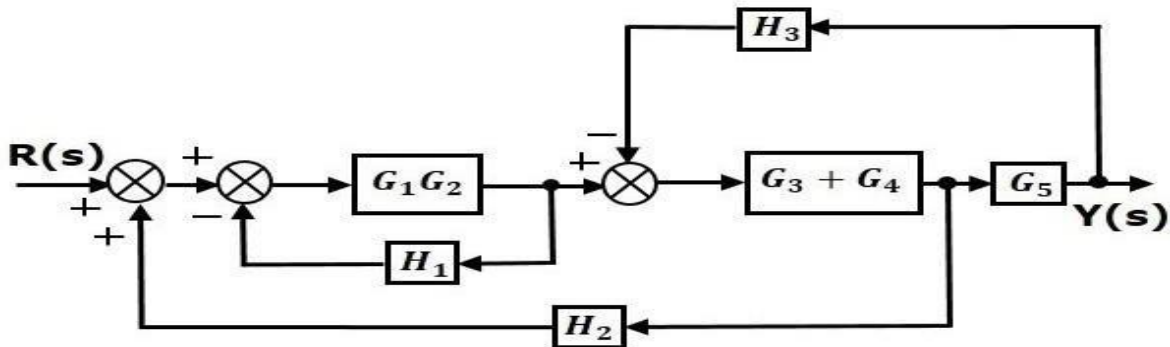 H₃
R(s)
+
+
+
−
G₁G₂
−
+
G₃ + G₄
G₅
Y(s)
H₁
H₂